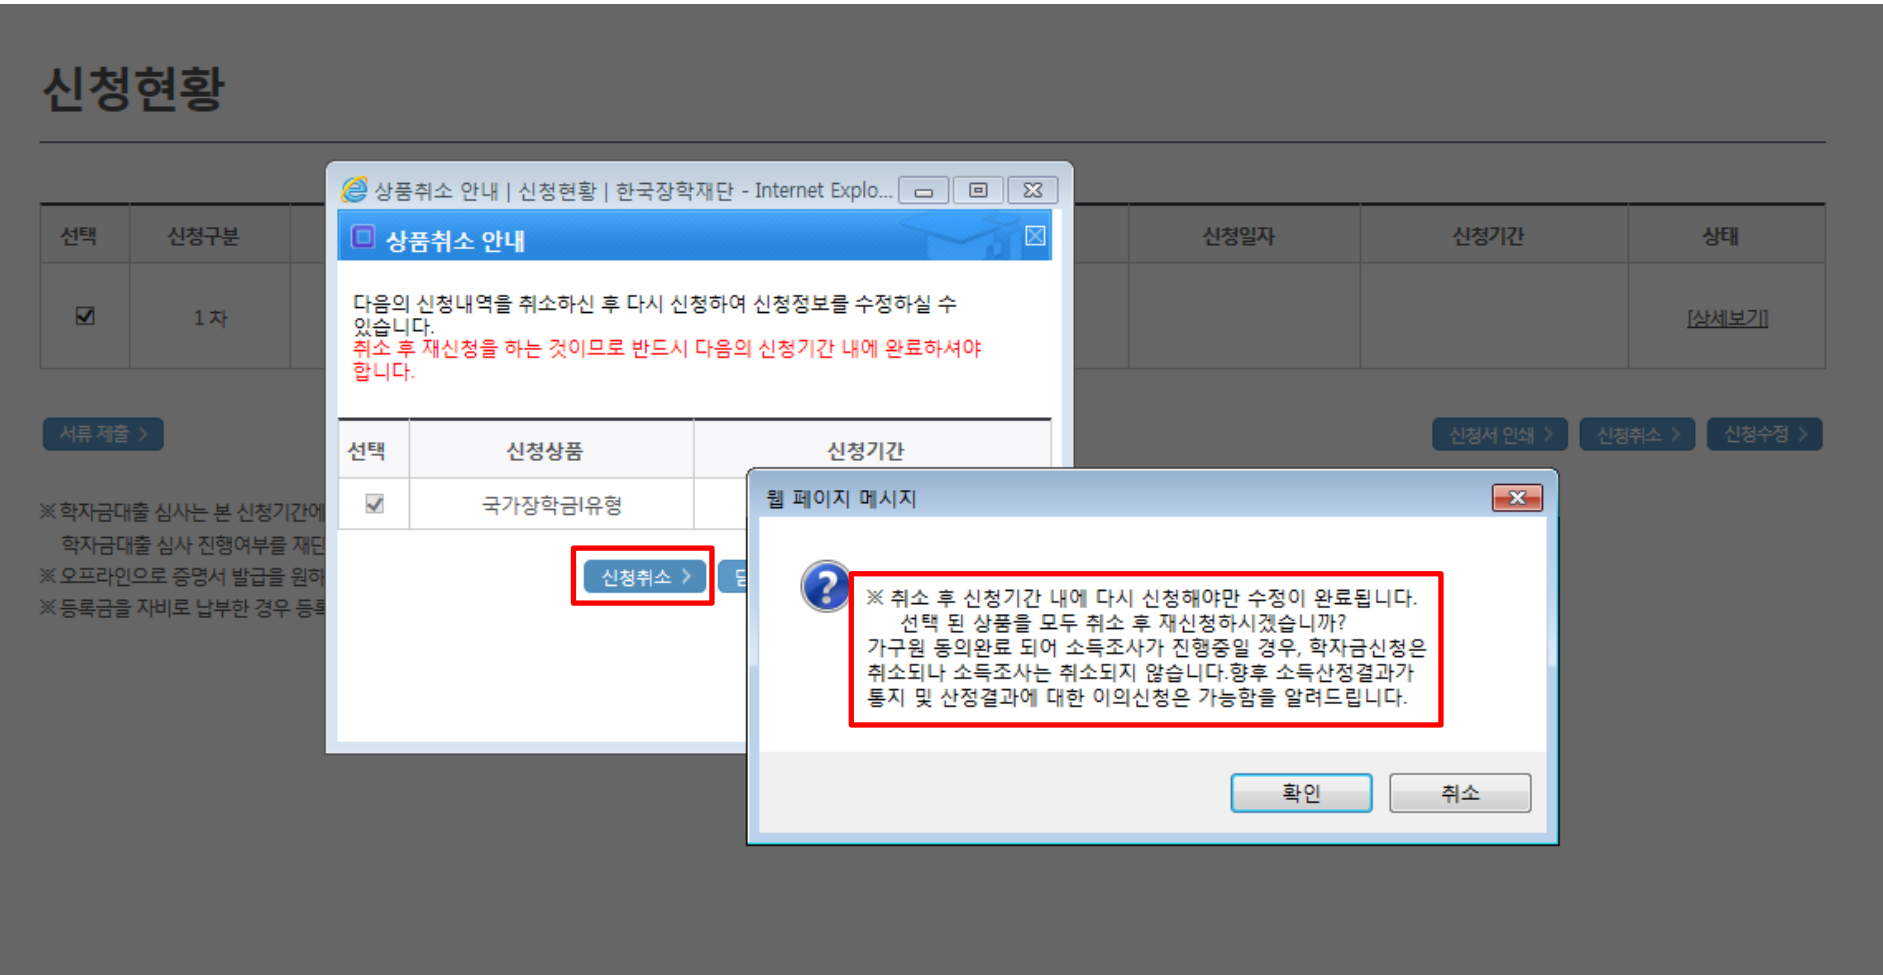 신청현황
상품취소 안내 | 신청현황 | 한국장학재단 - Internet Explo...
상품취소 안내
선택 신청구분 신청일자 신청기간 상태
1차 [상세보기]
다음의 신청내역을 취소하신 후 다시 신청하여 신청정보를 수정하실 수
있습니다.
취소 후 재신청을 하는 것이므로 반드시 다음의 신청기간 내에 완료하셔야
합니다.
서류 제출 > 신청서 인쇄 > 신청취소 > 신청수정 >
선택 신청상품 신청기간
국가장학금I유형
신청취소 >
※ 학자금대출 심사는 본 신청기간에
학자금대출 심사 진행여부를 재단
※ 오프라인으로 증명서 발급을 원하
※ 등록금을 자비로 납부한 경우 등록
웹 페이지 메시지
※ 취소 후 신청기간 내에 다시 신청해야만 수정이 완료됩니다.
선택 된 상품을 모두 취소 후 재신청하시겠습니까?
가구원 동의완료 되어 소득조사가 진행중일 경우, 학자금신청은
취소되나 소득조사는 취소되지 않습니다.향후 소득산정결과가
통지 및 산정결과에 대한 이의신청은 가능함을 알려드립니다.
확인 취소